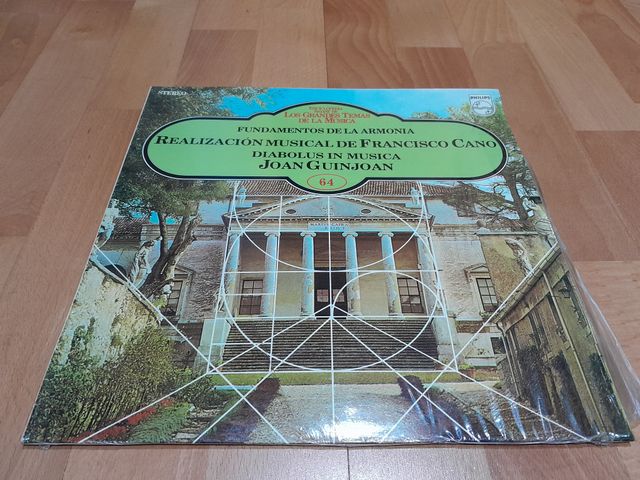 STEREO
PHILIPS
LOS GRANDES TEMAS
DE LA MÚSICA
FUNDAMENTOS DE LA ARMONIA
REALIZACIÓN MUSICAL DE FRANCISCO CANO
DIABOLUS IN MUSICA
JOAN GUINJOAN
64